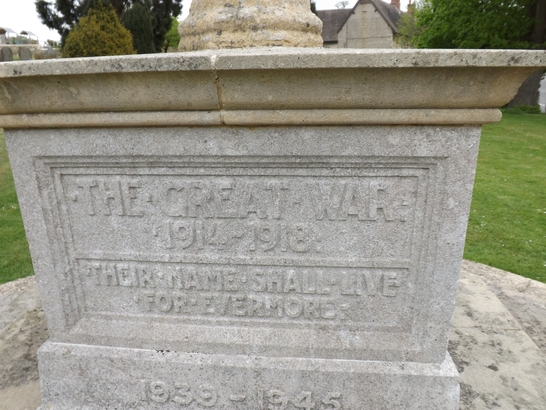 ·THE·GREAT·WAR·
·1914-1918·
·THEIR·NAME·SHALL·LIVE·
·FOR·EVERMORE·
1939-1945